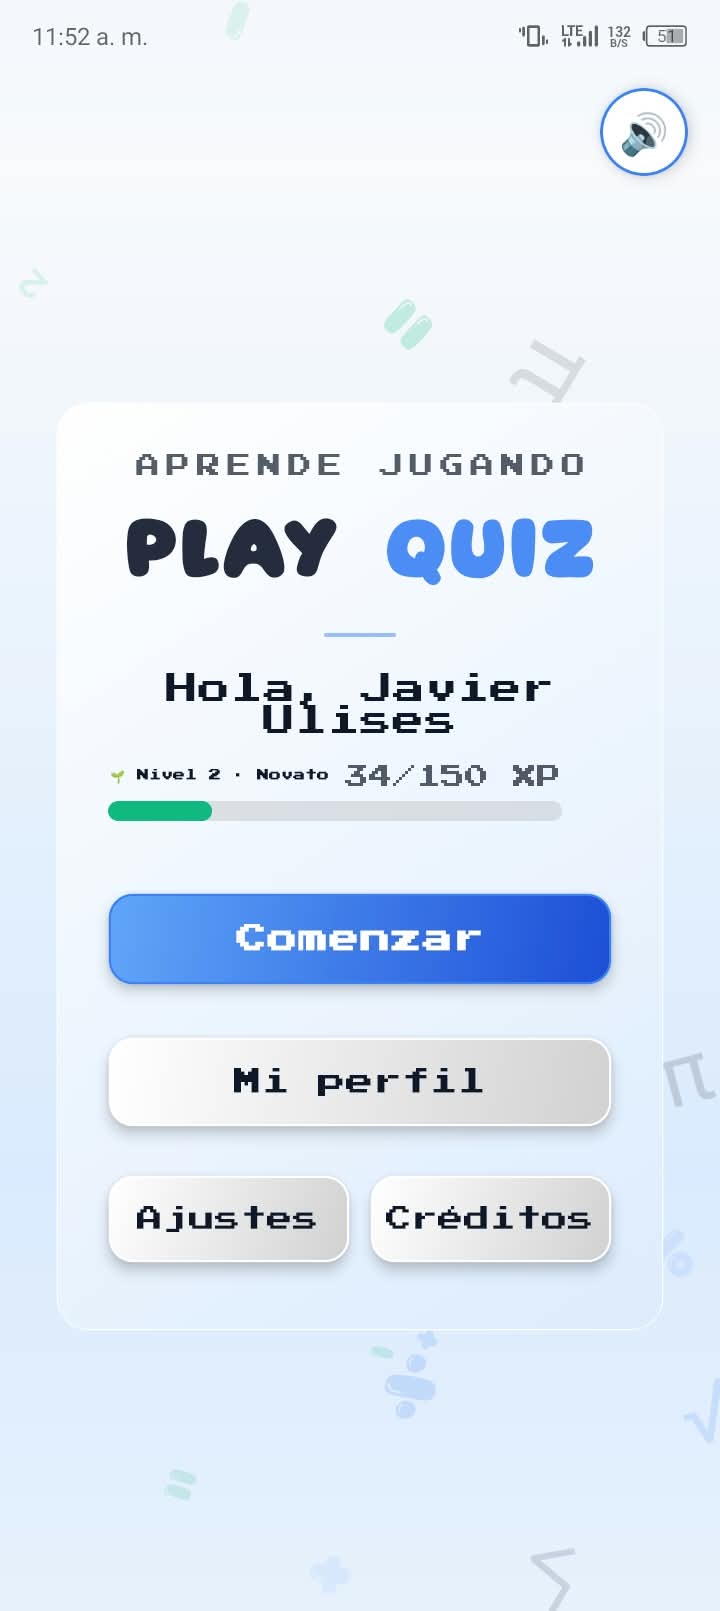 11:52 a. m.
LTE
132
B/S
51
APRENDE JUGANDO
PLAY QUIZ
Hola, Javier
Ulises
Nivel 2 · Novato 34/150 XP
Comenzar
Mi perfil
Ajustes
Créditos